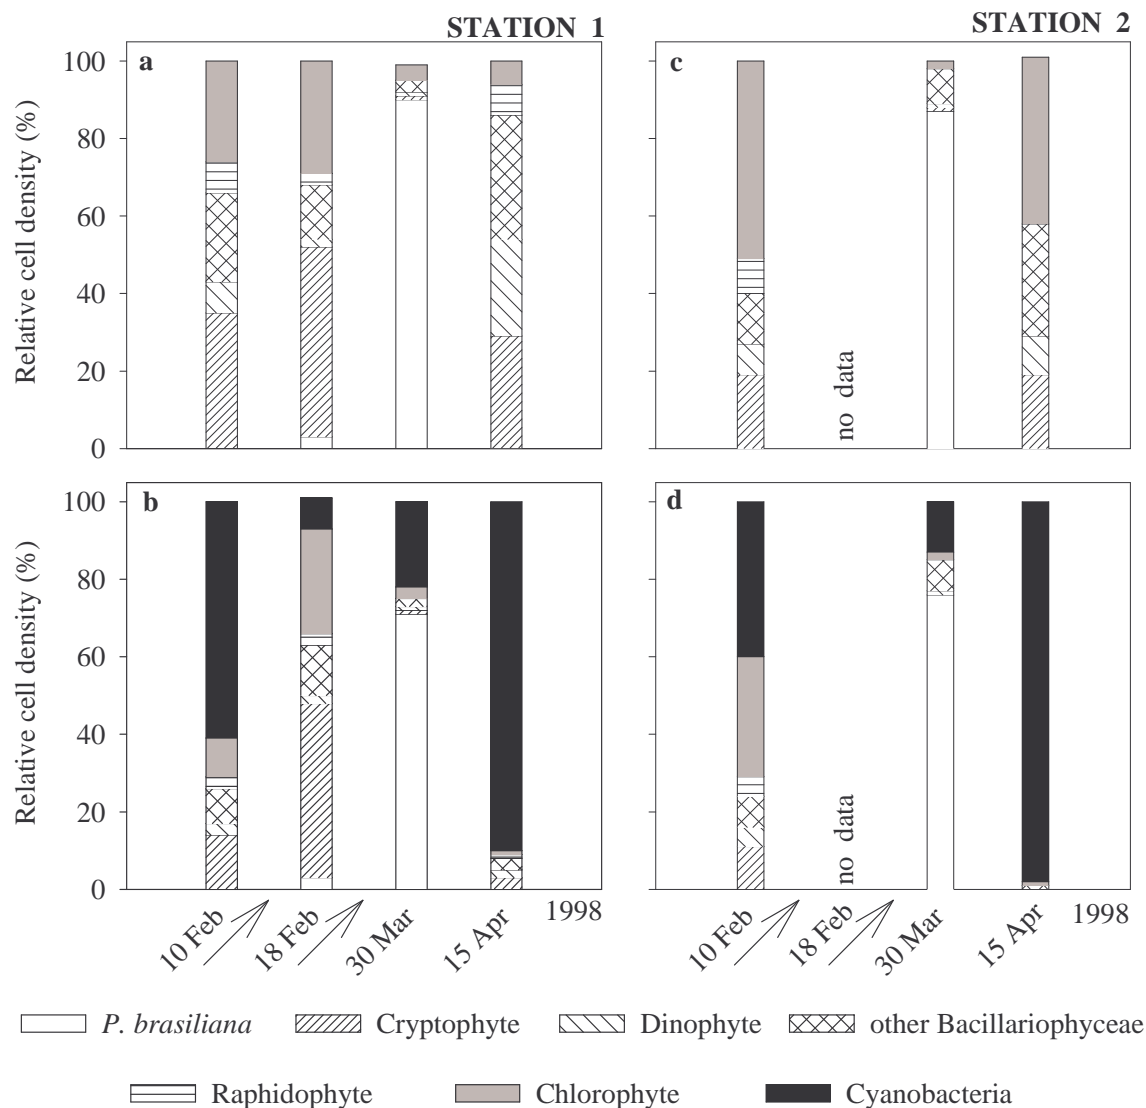 STATION 1
STATION 2
a
c
Relative cell density (%)
100
80
60
40
20
0
no data
b
d
Relative cell density (%)
100
80
60
40
20
0
no data
10 Feb
18 Feb
30 Mar
15 Apr
1998
10 Feb
18 Feb
30 Mar
15 Apr
1998
P. brasiliana
Cryptophyte
Dinophyte
other Bacillariophyceae
Raphidophyte
Chlorophyte
Cyanobacteria